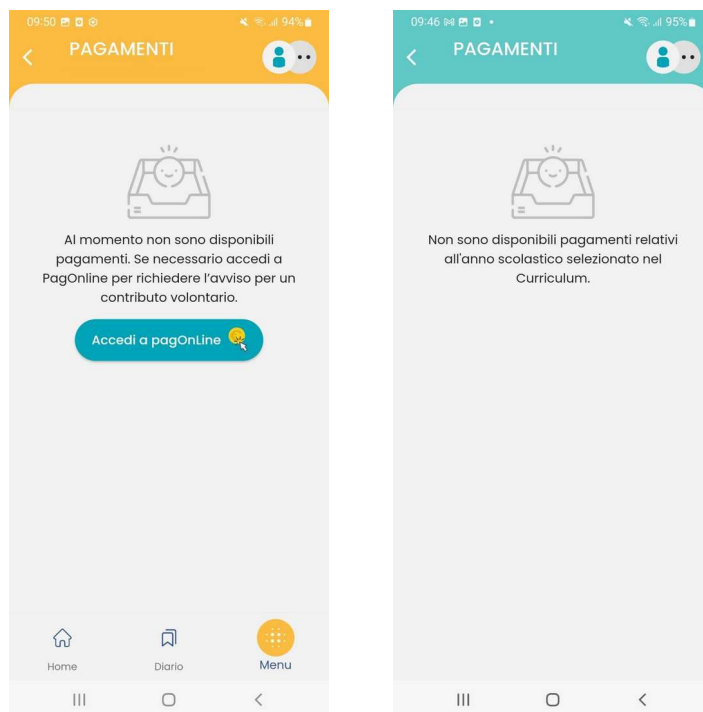 09:50
94%
PAGAMENTI
Al momento non sono disponibili
pagamenti. Se necessario accedi a
PagOnline per richiedere l'avviso per un
contributo volontario.
Accedi a pagOnLine
Home
Diario
Menu
09:46
95%
PAGAMENTI
Non sono disponibili pagamenti relativi
all'anno scolastico selezionato nel
Curriculum.